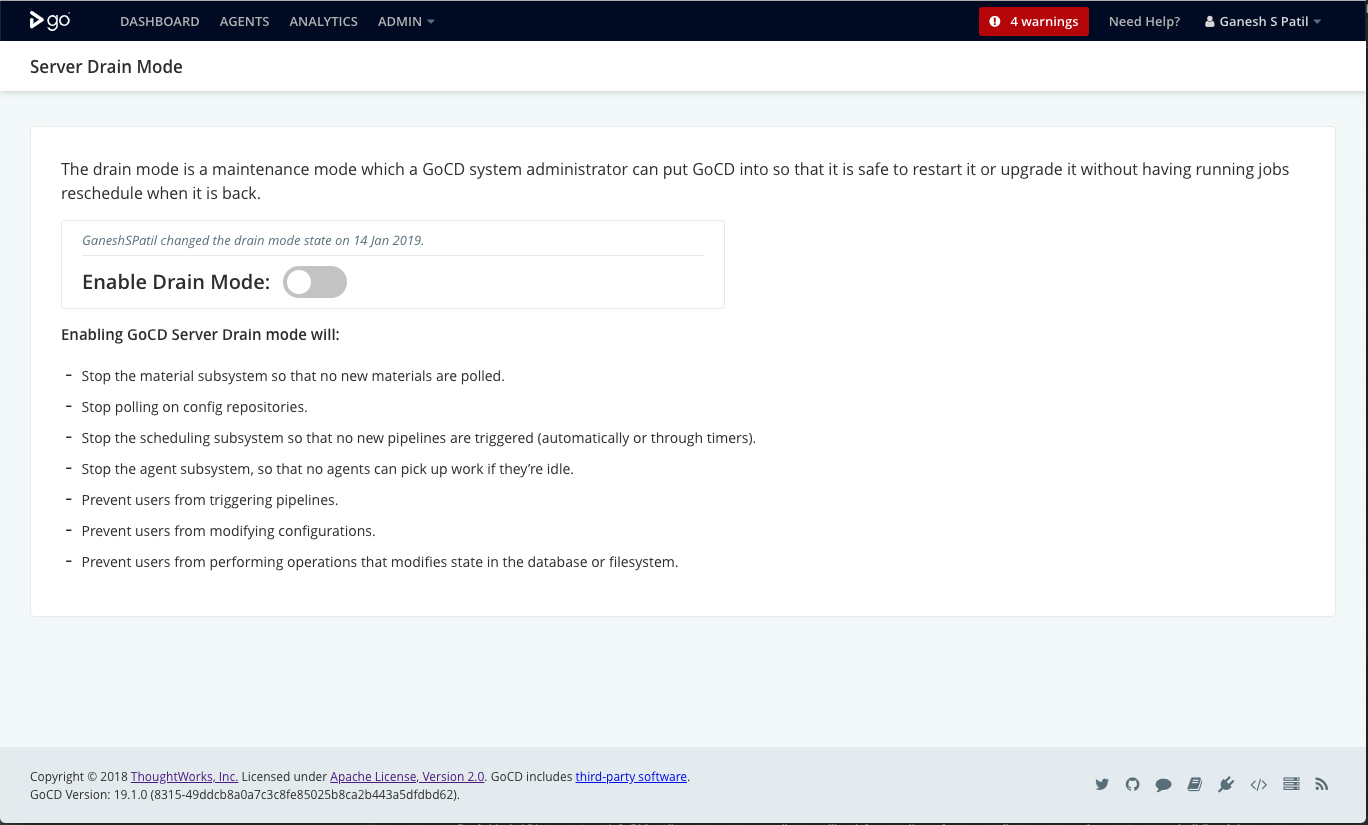 go
DASHBOARD AGENTS ANALYTICS ADMIN
4 warnings Need Help? Ganesh S Patil
Server Drain Mode
The drain mode is a maintenance mode which a GoCD system administrator can put GoCD into so that it is safe to restart it or upgrade it without having running jobs
reschedule when it is back.
GaneshSPatil changed the drain mode state on 14 Jan 2019.
Enable Drain Mode:
Enabling GoCD Server Drain mode will:
- Stop the material subsystem so that no new materials are polled.
- Stop polling on config repositories.
- Stop the scheduling subsystem so that no new pipelines are triggered (automatically or through timers).
- Stop the agent subsystem, so that no agents can pick up work if they’re idle.
- Prevent users from triggering pipelines.
- Prevent users from modifying configurations.
- Prevent users from performing operations that modifies state in the database or filesystem.
Copyright © 2018 ThoughtWorks, Inc. Licensed under Apache License, Version 2.0. GoCD includes third-party software.
GoCD Version: 19.1.0 (8315-49ddcb8a0a7c3c8fe85025b8ca2b443a5dfdbd62).